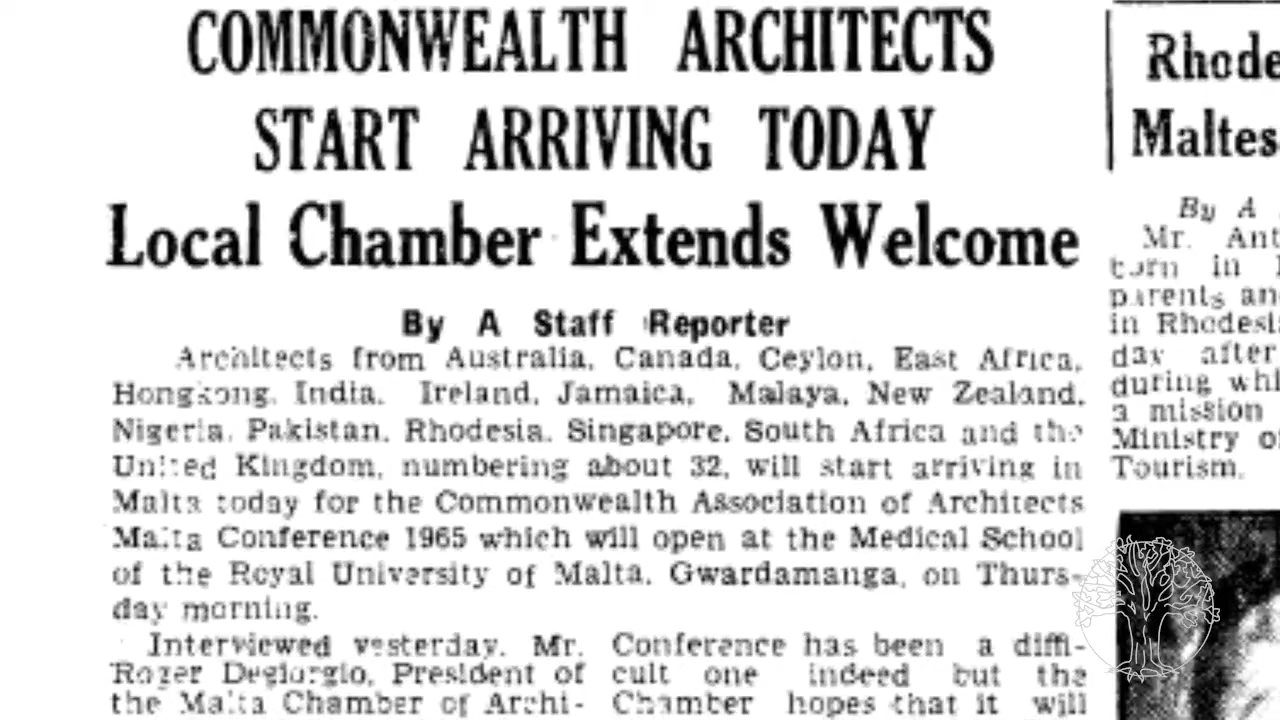 COMMONWEALTH ARCHITECTS
START ARRIVING TODAY
Local Chamber Extends Welcome
By A Staff Reporter
Architects from Australia, Canada, Ceylon, East Africa,
Hongkong, India, Ireland, Jamaica, Malaya, New Zealand,
Nigeria, Pakistan, Rhodesia, Singapore, South Africa and the
United Kingdom, numbering about 32, will start arriving in
Malta today for the Commonwealth Association of Architects
Malta Conference 1965 which will open at the Medical School
of the Royal University of Malta, Gwardamanga, on Thurs-
day morning.
Interviewed yesterday, Mr.
Roger Degiorgio, President of
the Malta Chamber of Archi-
Conference has been a diffi-
cult one indeed but the
Chamber hopes that it will
Rhode
Maltes
By A
Mr. Ant
born in
parents an
in Rhodesi
day after
during whi
a mission
Ministry o
Tourism.